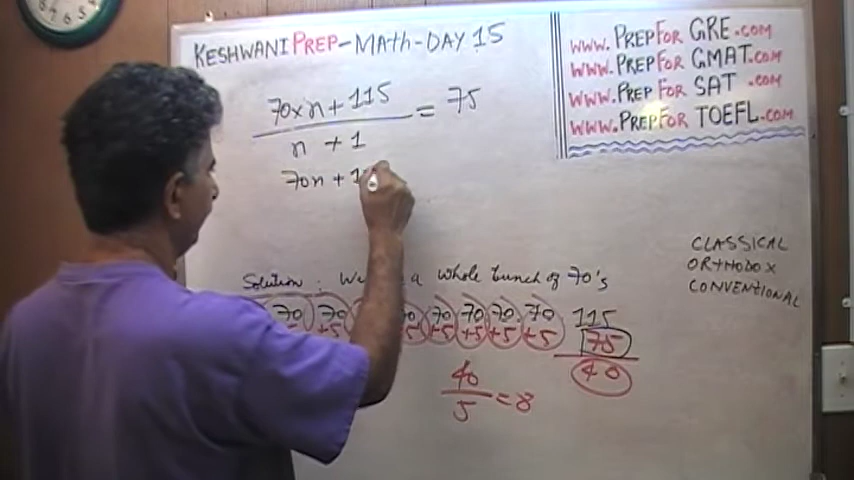 KESHWANI PREP-MATH-DAY 15
WWW. PREPFOR GRE.COM
WWW. PREPFOR GMAT.COM
WWW. PREP FOR SAT .COM
WWW. PREPFOR TOEFL.COM
70xn+115
n + 1
= 75
70n + 1
CLASSICAL
ORTHODOX
CONVENTIONAL
Solution : We a whole bunch of 70's
70 70 70 70 70 70 70 115
+5 +5 +5 +5 +5 75
40
40
5
=8